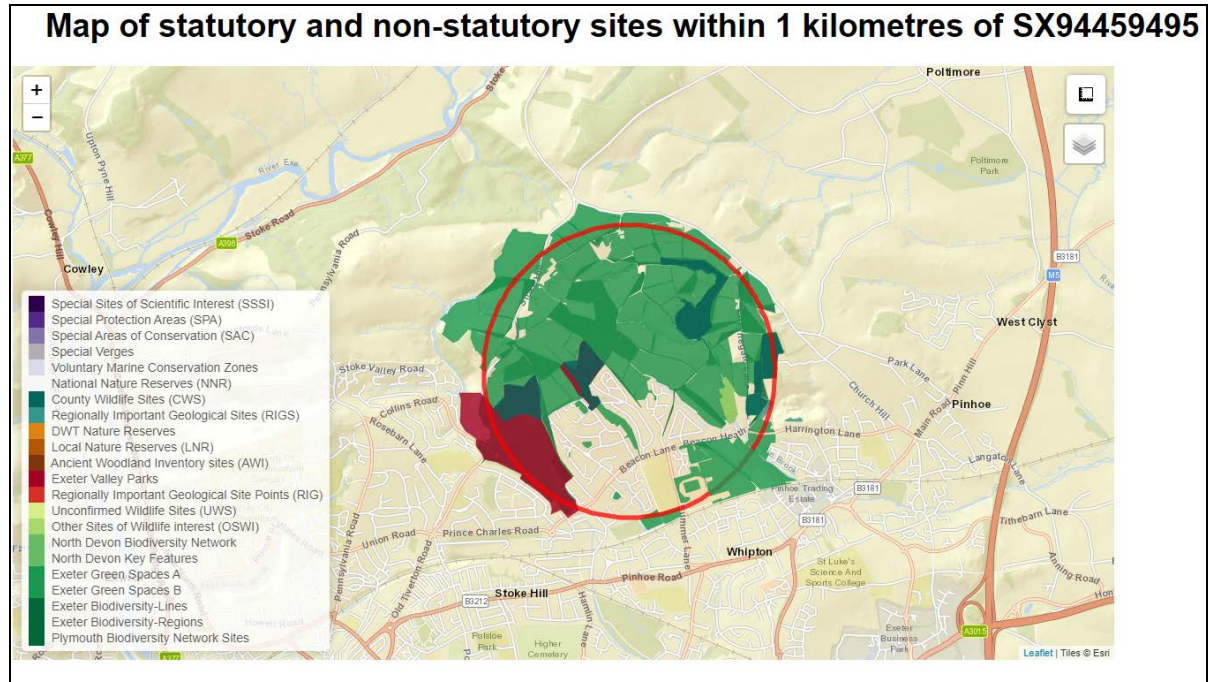 Map of statutory and non-statutory sites within 1 kilometres of SX94459495
+
−
Poltimore
Stoke
Upton Pyne Hill
A377
River Exe
Poltimore Park
Cowley Hill
Stoke Road
A396
Pennsylvania Road
B3181
M5
Cowley
Special Sites of Scientific Interest (SSSI)
Special Protection Areas (SPA)
Special Areas of Conservation (SAC)
Special Verges
Voluntary Marine Conservation Zones
National Nature Reserves (NNR)
County Wildlife Sites (CWS)
Regionally Important Geological Sites (RIGS)
DWT Nature Reserves
Local Nature Reserves (LNR)
Ancient Woodland Inventory sites (AWI)
Exeter Valley Parks
Regionally Important Geological Site Points (RIG)
Unconfirmed Wildlife Sites (UWS)
Other Sites of Wildlife interest (OSWI)
North Devon Biodiversity Network
North Devon Key Features
Exeter Green Spaces A
Exeter Green Spaces B
Exeter Biodiversity-Lines
Exeter Biodiversity-Regions
Plymouth Biodiversity Network Sites
West Clyst
Stoke Valley Road
Collins Road
Rosebarn Lane
Park Lane
Pinn Hill
Church Hill
Main Road
Pinhoe
Beacon Lane
Beacon Heath
Harrington Lane
Brook
Pinhoe Trading Estate
B3181
B3181
Langaton Lane
Tithebarn Lane
Prince Charles Road
Union Road
Pennsylvania Road
Old Tiverton Road
Whipton
Pinhoe Road
St Luke's Science And Sports College
Anning Road
Stoke Hill
B3212
Hamlin Lane
Polsloe Park
Higher Cemetery
Exeter Business Park
A3015
Leaflet | Tiles © Esri